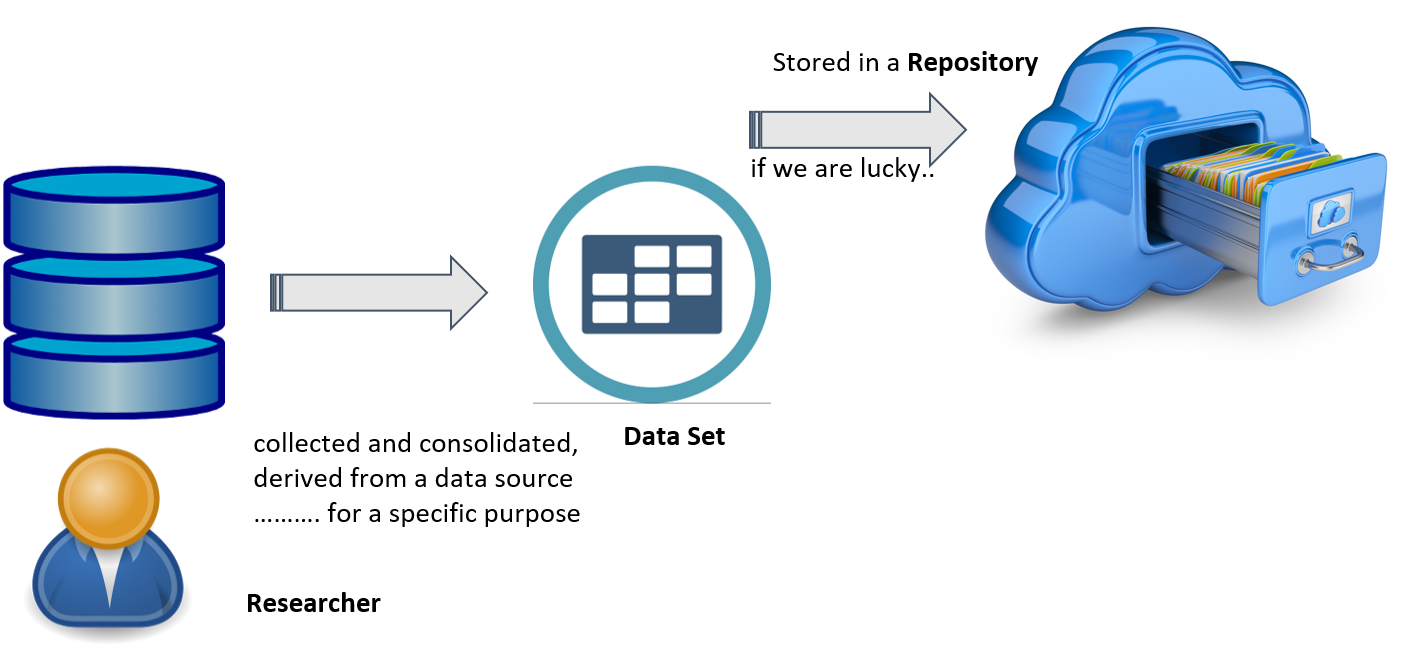 Stored in a Repository
if we are lucky..
Data Set
collected and consolidated,
derived from a data source
………. for a specific purpose
Researcher